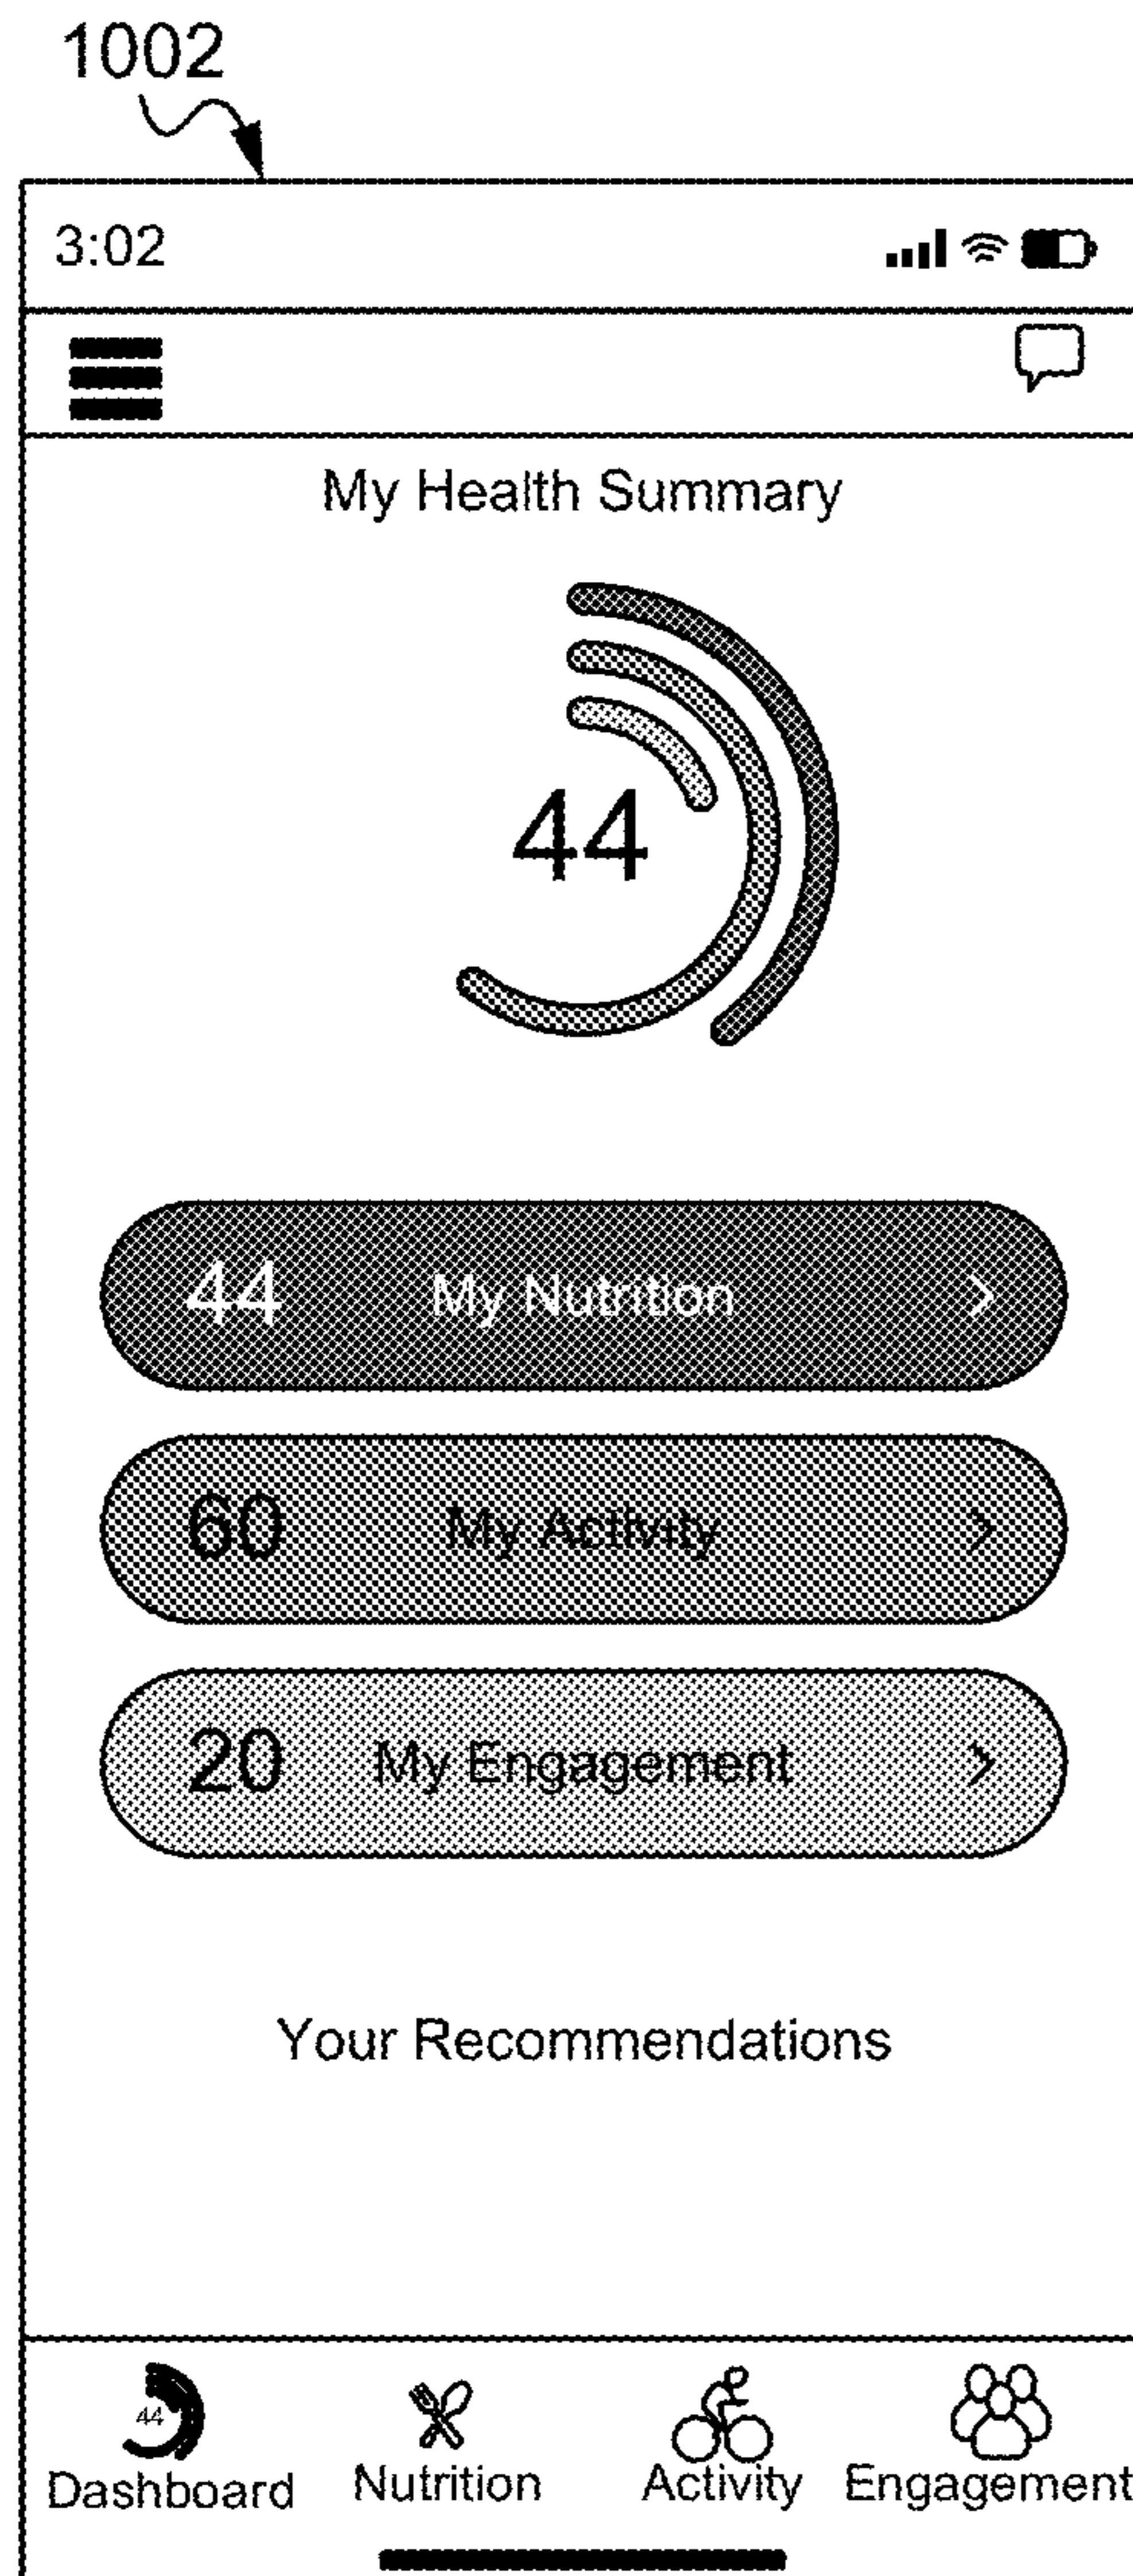 1002
3:02
My Health Summary
44
44 My Nutrition >
60 My Activity >
20 My Engagement >
Your Recommendations
44
Dashboard Nutrition Activity Engagement